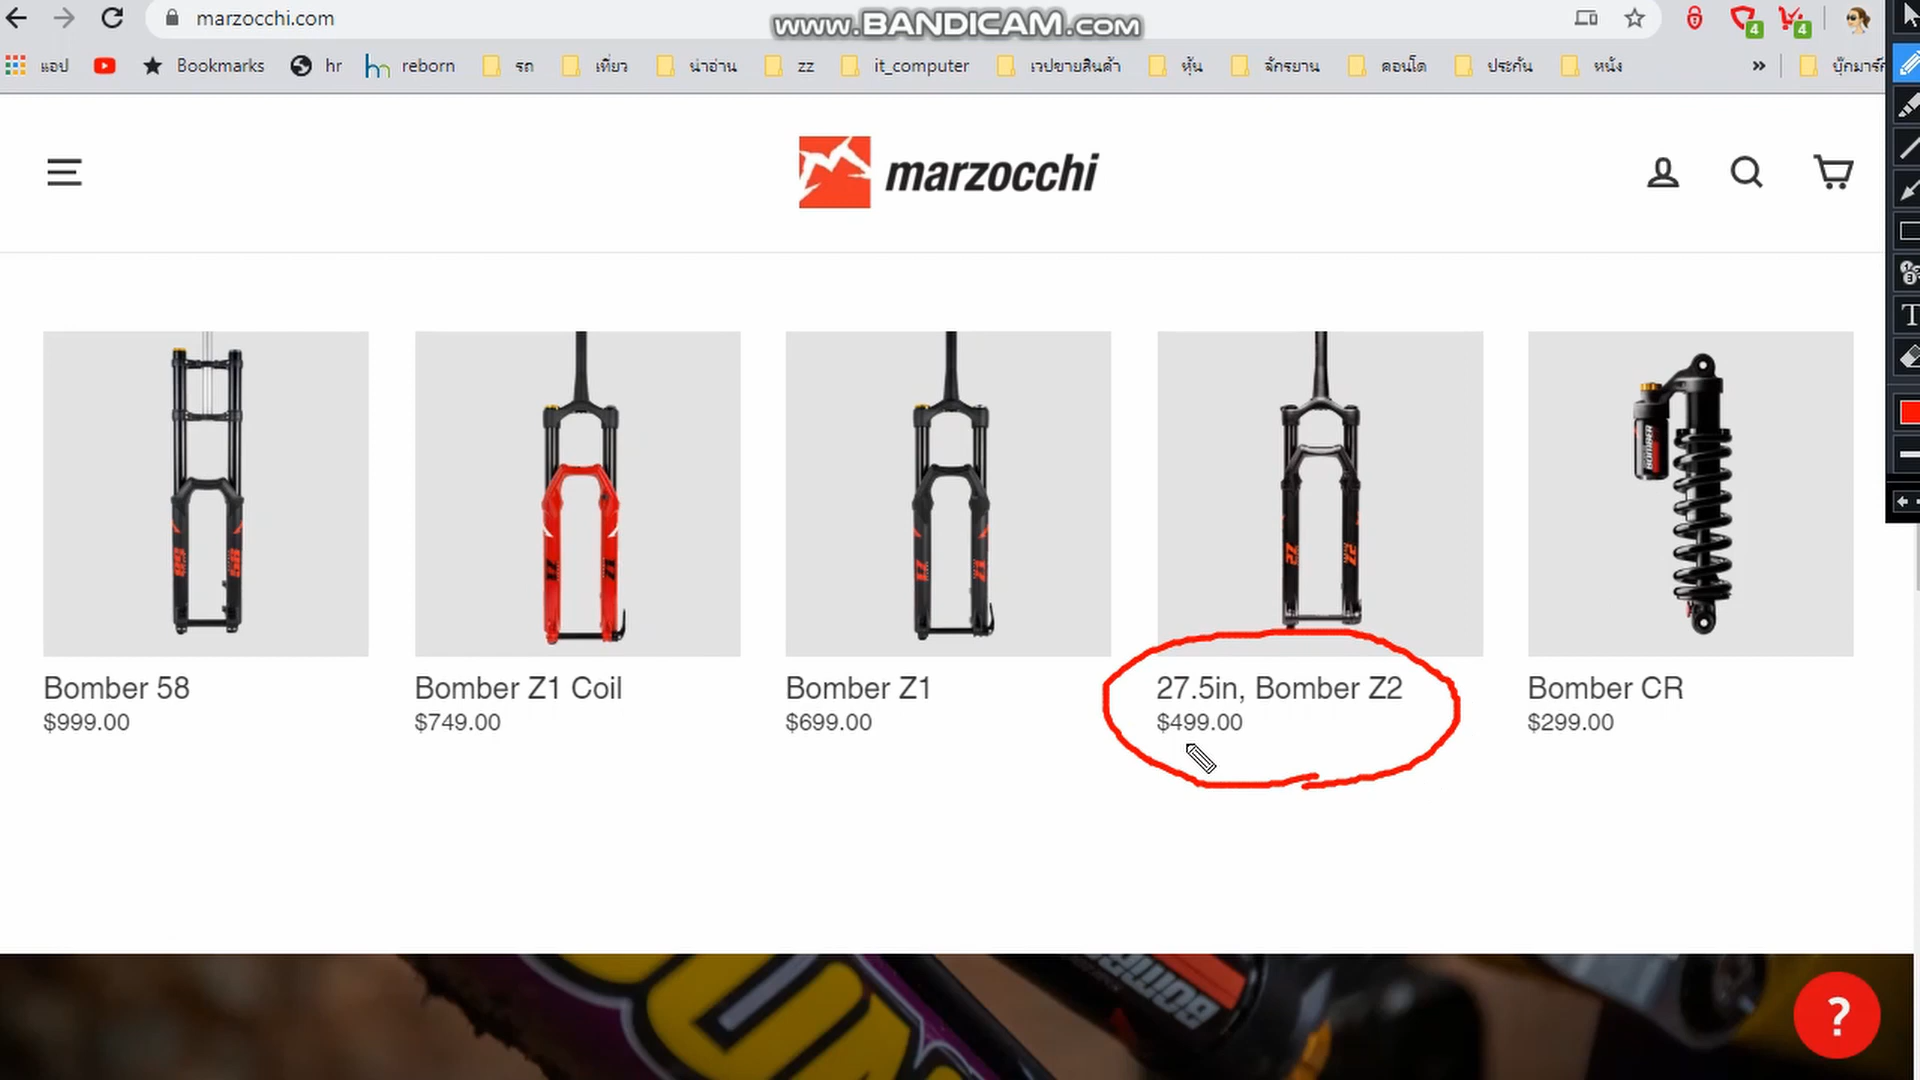 marzocchi.com
www.BANDICAM.com
4
4
แอป
Bookmarks
hr
reborn
รถ
เที่ยว
น่าอ่าน
zz
it_computer
เวปขายสินค้า
หุ้น
จักรยาน
คอนโด
ประกัน
หนัง
»
marzocchi
Bomber 58
$999.00
Bomber Z1 Coil
$749.00
Bomber Z1
$699.00
27.5in, Bomber Z2
$499.00
Bomber CR
$299.00
BOMBER
?